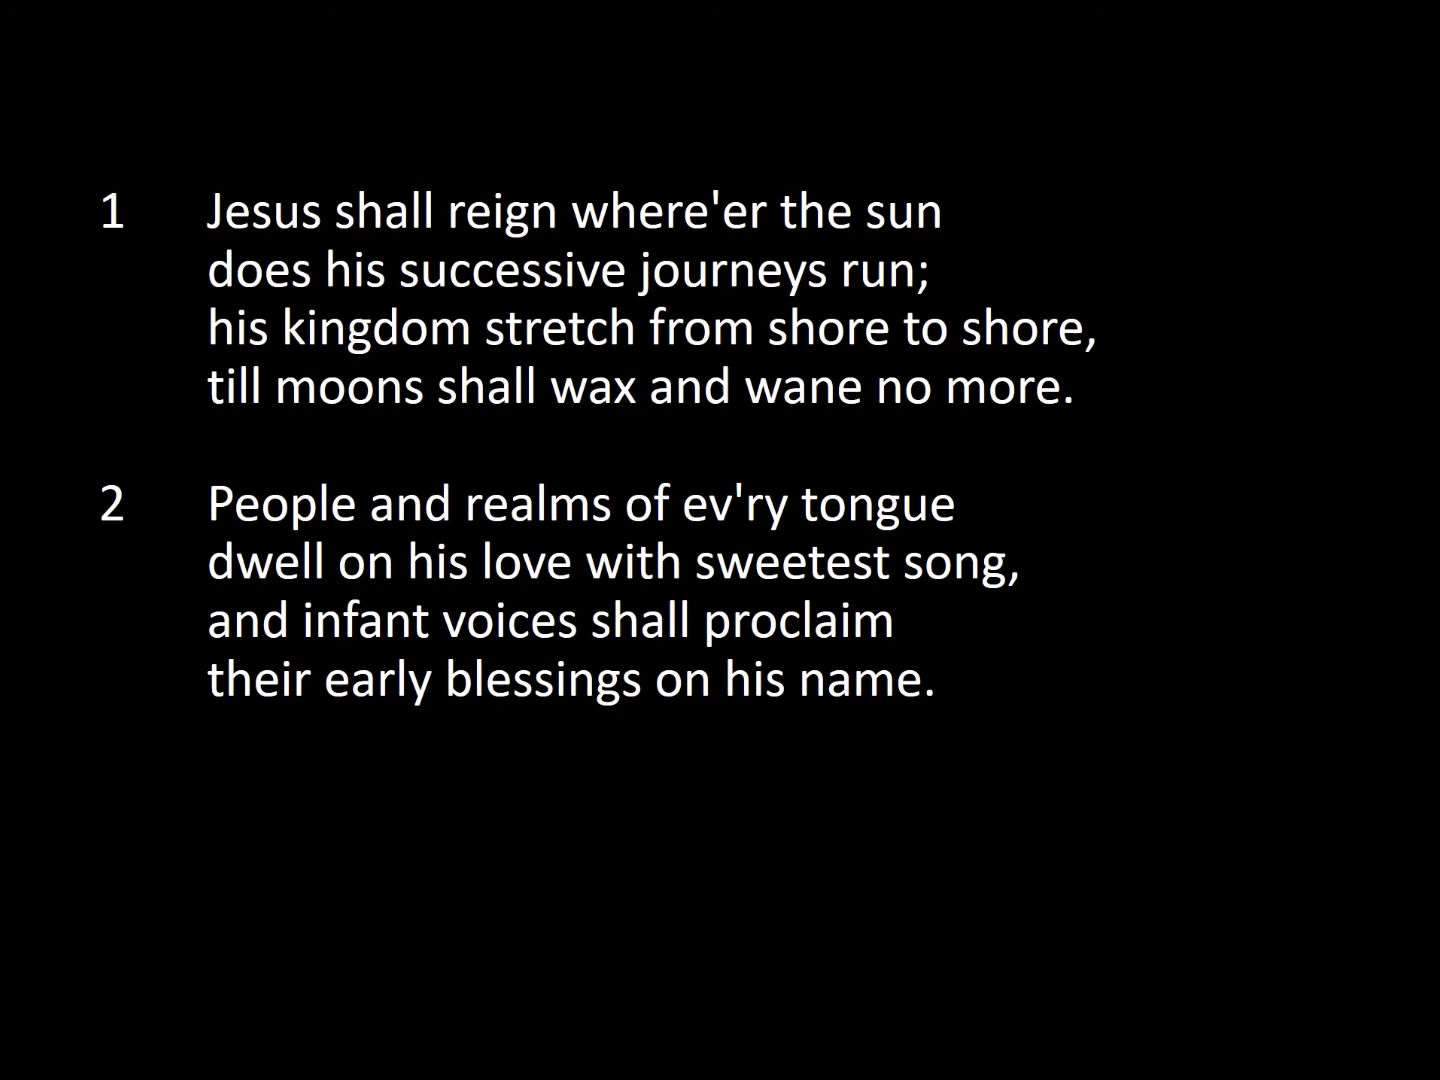 1 Jesus shall reign where'er the sun
does his successive journeys run;
his kingdom stretch from shore to shore,
till moons shall wax and wane no more.
2 People and realms of ev'ry tongue
dwell on his love with sweetest song,
and infant voices shall proclaim
their early blessings on his name.